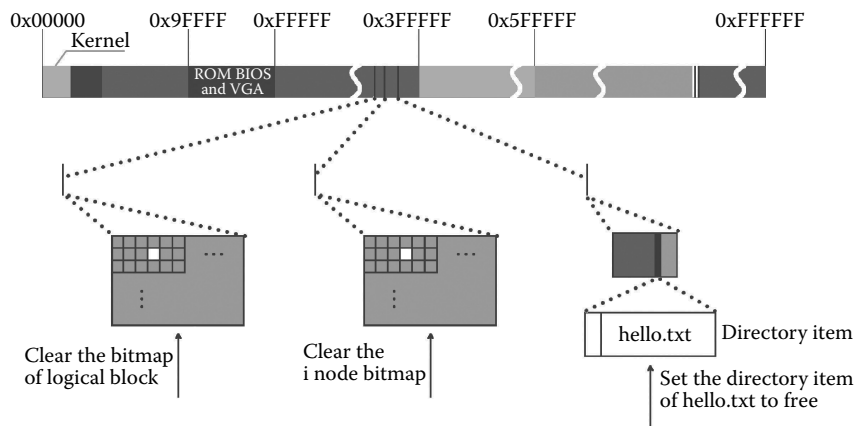 0x00000
0x9FFFF
0xFFFFF
0x3FFFFF
0x5FFFFF
0xFFFFFF
Kernel
ROM BIOS
and VGA
...
...
⋮
⋮
hello.txt
Directory item
Clear the bitmap
of logical block
Clear the
i node bitmap
Set the directory item
of hello.txt to free